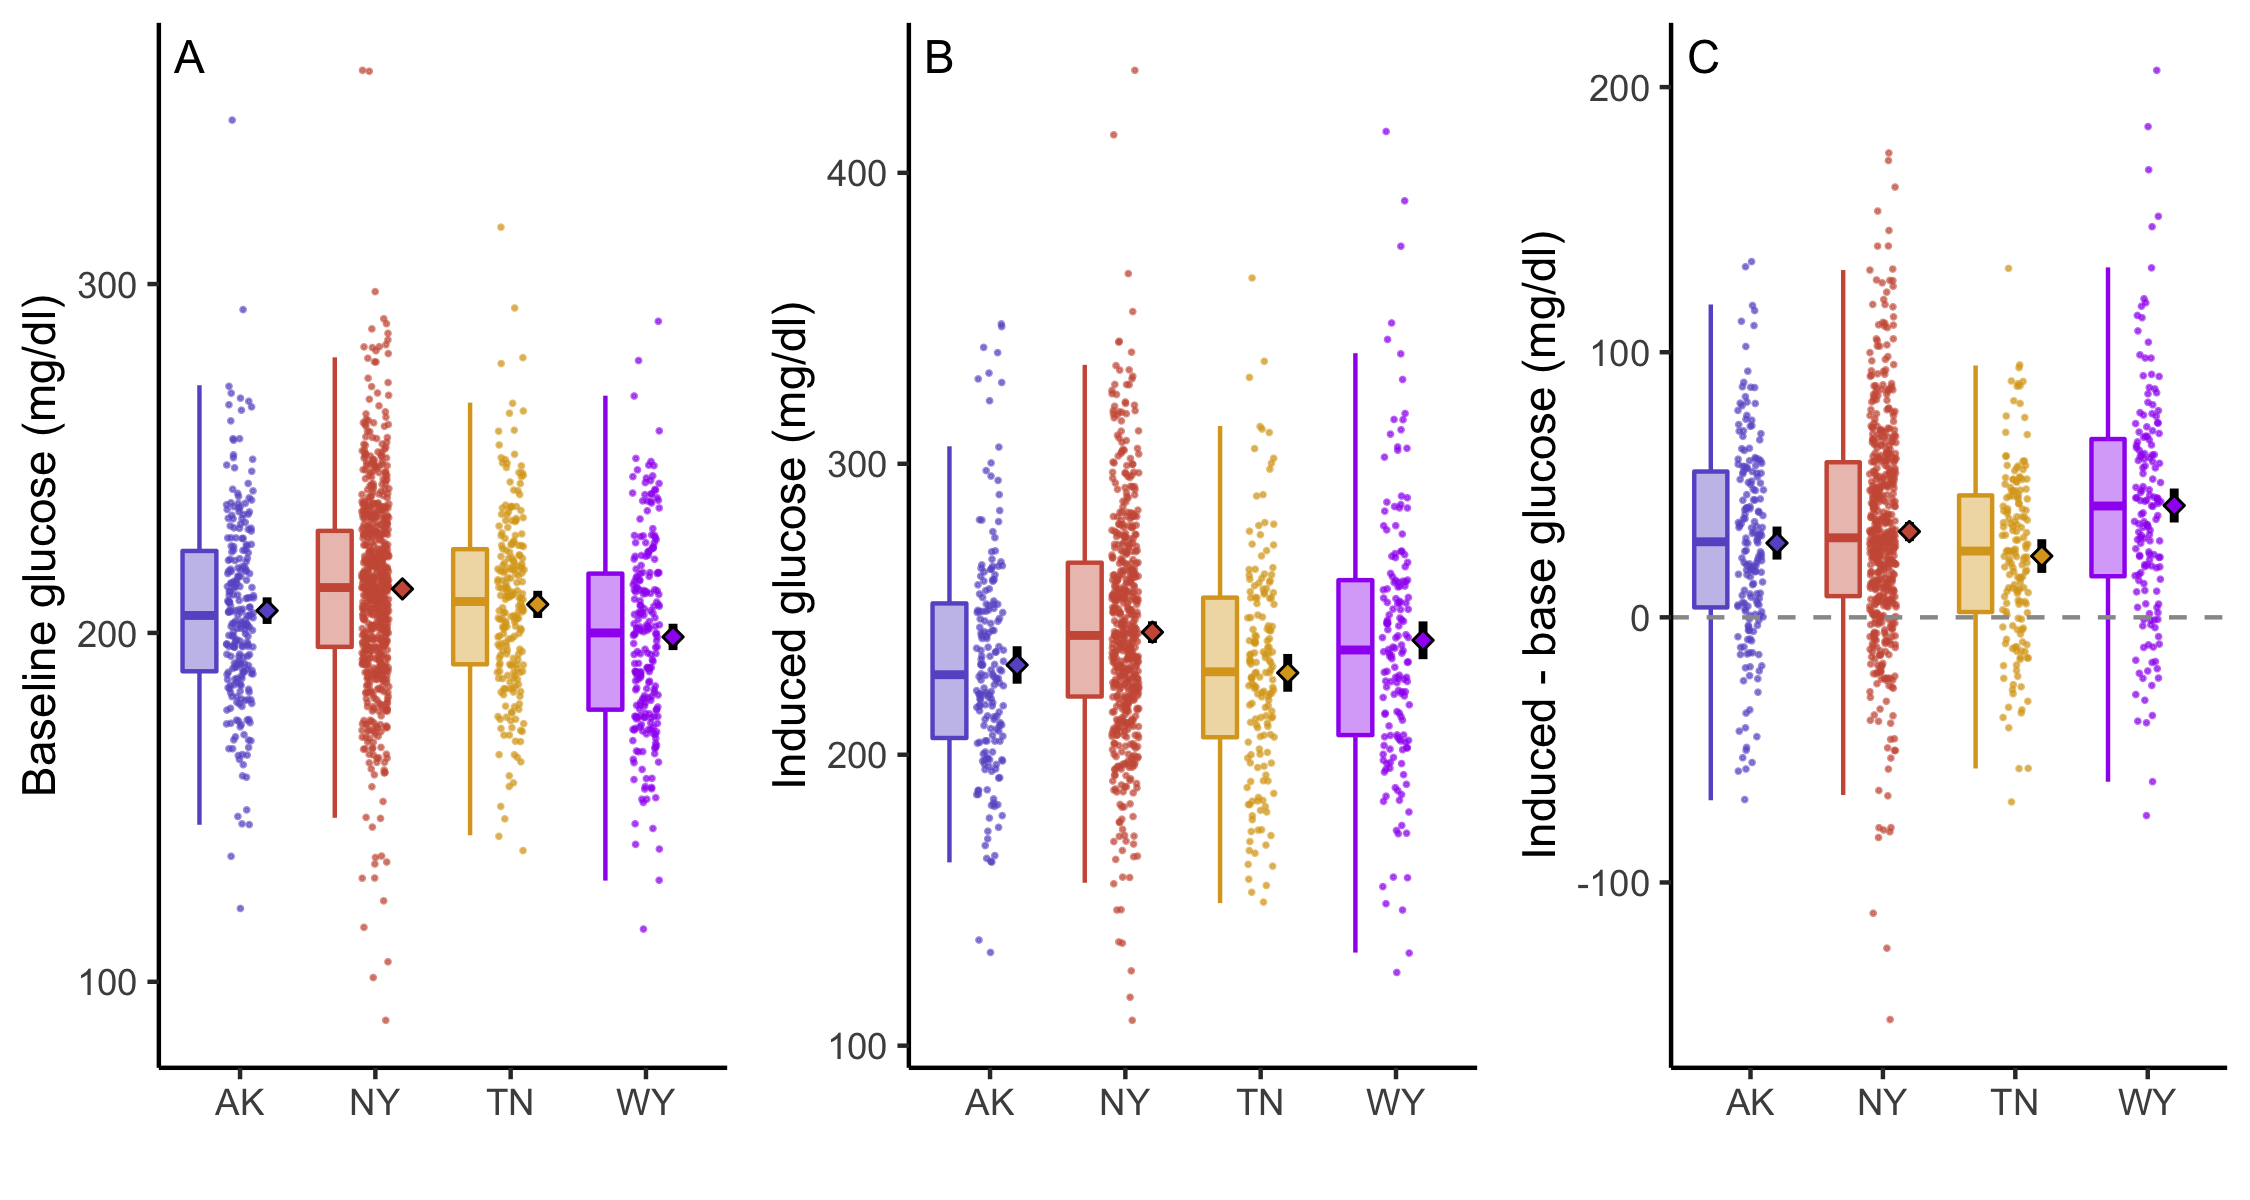 A
Baseline glucose (mg/dl)
300
200
100
AK NY TN WY
B
Induced glucose (mg/dl)
400
300
200
100
AK NY TN WY
C
Induced - base glucose (mg/dl)
200
100
0
-100
AK NY TN WY